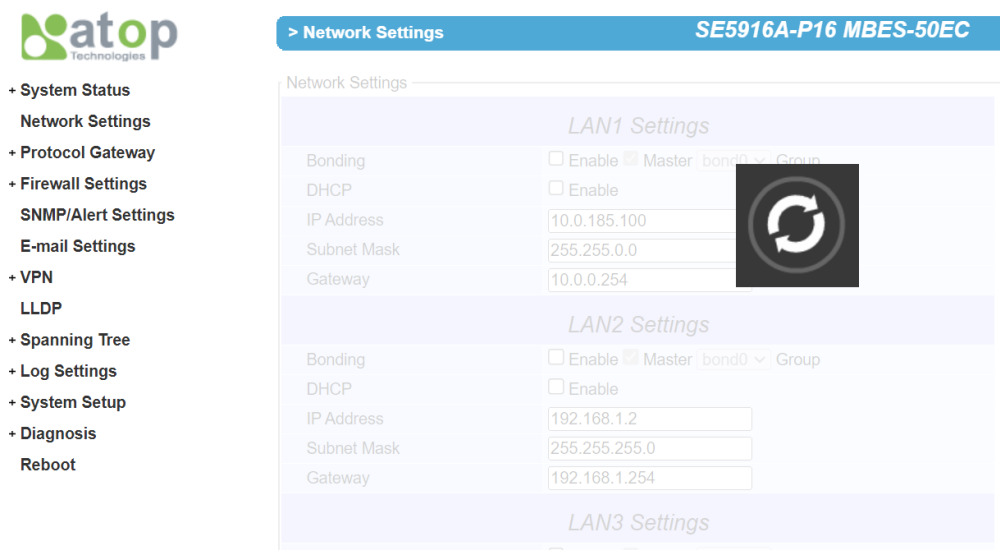 atop
Technologies
> Network Settings
SE5916A-P16 MBES-50EC
+ System Status
Network Settings
+ Protocol Gateway
+ Firewall Settings
SNMP/Alert Settings
E-mail Settings
+ VPN
LLDP
+ Spanning Tree
+ Log Settings
+ System Setup
+ Diagnosis
Reboot
Network Settings
LAN1 Settings
Bonding Enable Master bond0 Group
DHCP Enable
IP Address 10.0.185.100
Subnet Mask 255.255.0.0
Gateway 10.0.0.254
LAN2 Settings
Bonding Enable Master bond0 Group
DHCP Enable
IP Address 192.168.1.2
Subnet Mask 255.255.255.0
Gateway 192.168.1.254
LAN3 Settings